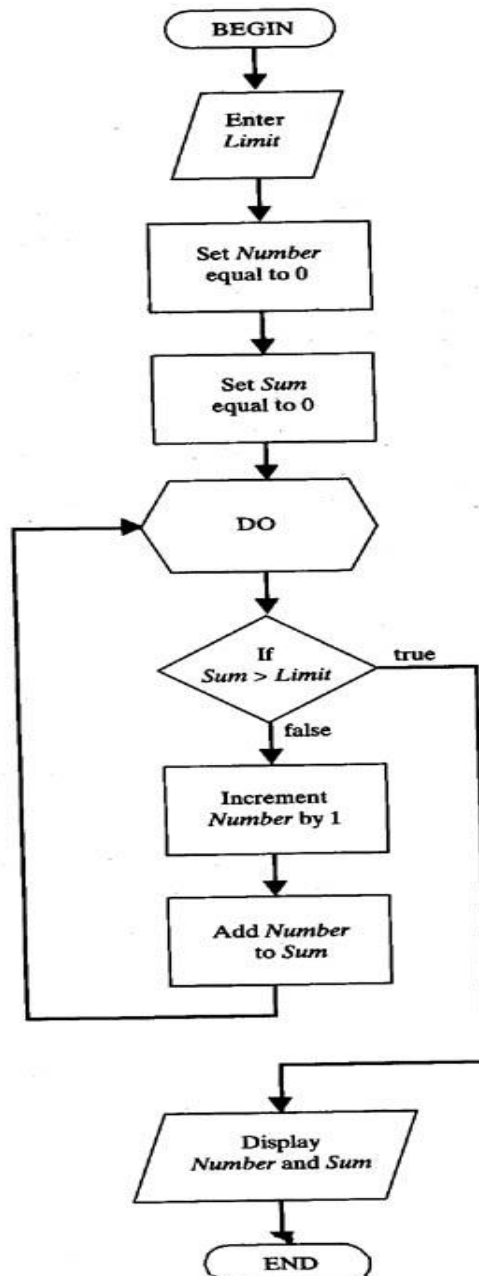 BEGIN
Enter
Limit
Set Number
equal to 0
Set Sum
equal to 0
DO
If
Sum > Limit
true
false
Increment
Number by 1
Add Number
to Sum
Display
Number and Sum
END